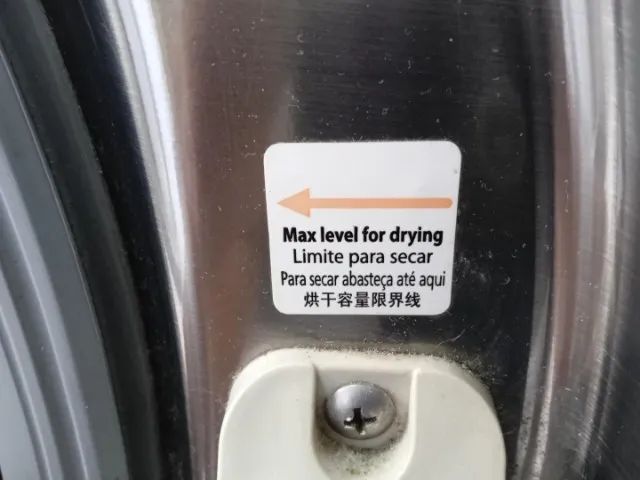 Max level for drying
Limite para secar
Para secar abasteça até aqui
烘干容量限界线